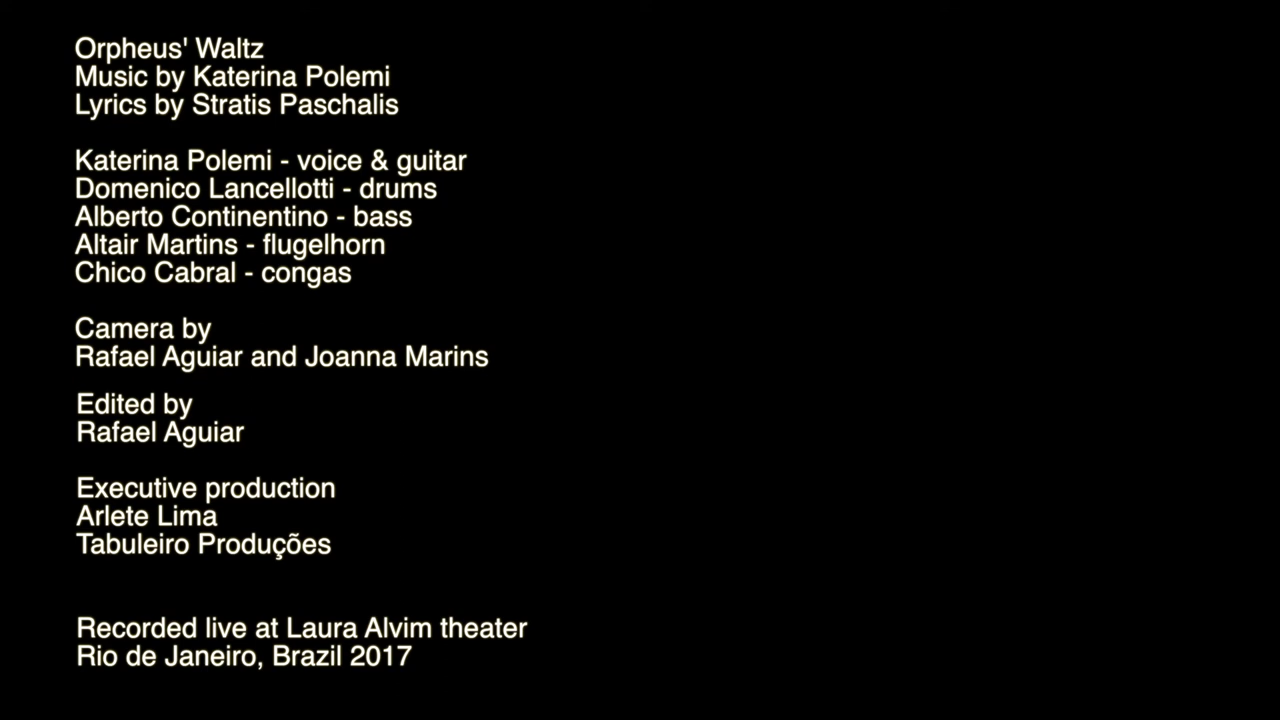 Orpheus' Waltz
Music by Katerina Polemi
Lyrics by Stratis Paschalis
Katerina Polemi - voice & guitar
Domenico Lancellotti - drums
Alberto Continentino - bass
Altair Martins - flugelhorn
Chico Cabral - congas
Camera by
Rafael Aguiar and Joanna Marins
Edited by
Rafael Aguiar
Executive production
Arlete Lima
Tabuleiro Produções
Recorded live at Laura Alvim theater
Rio de Janeiro, Brazil 2017